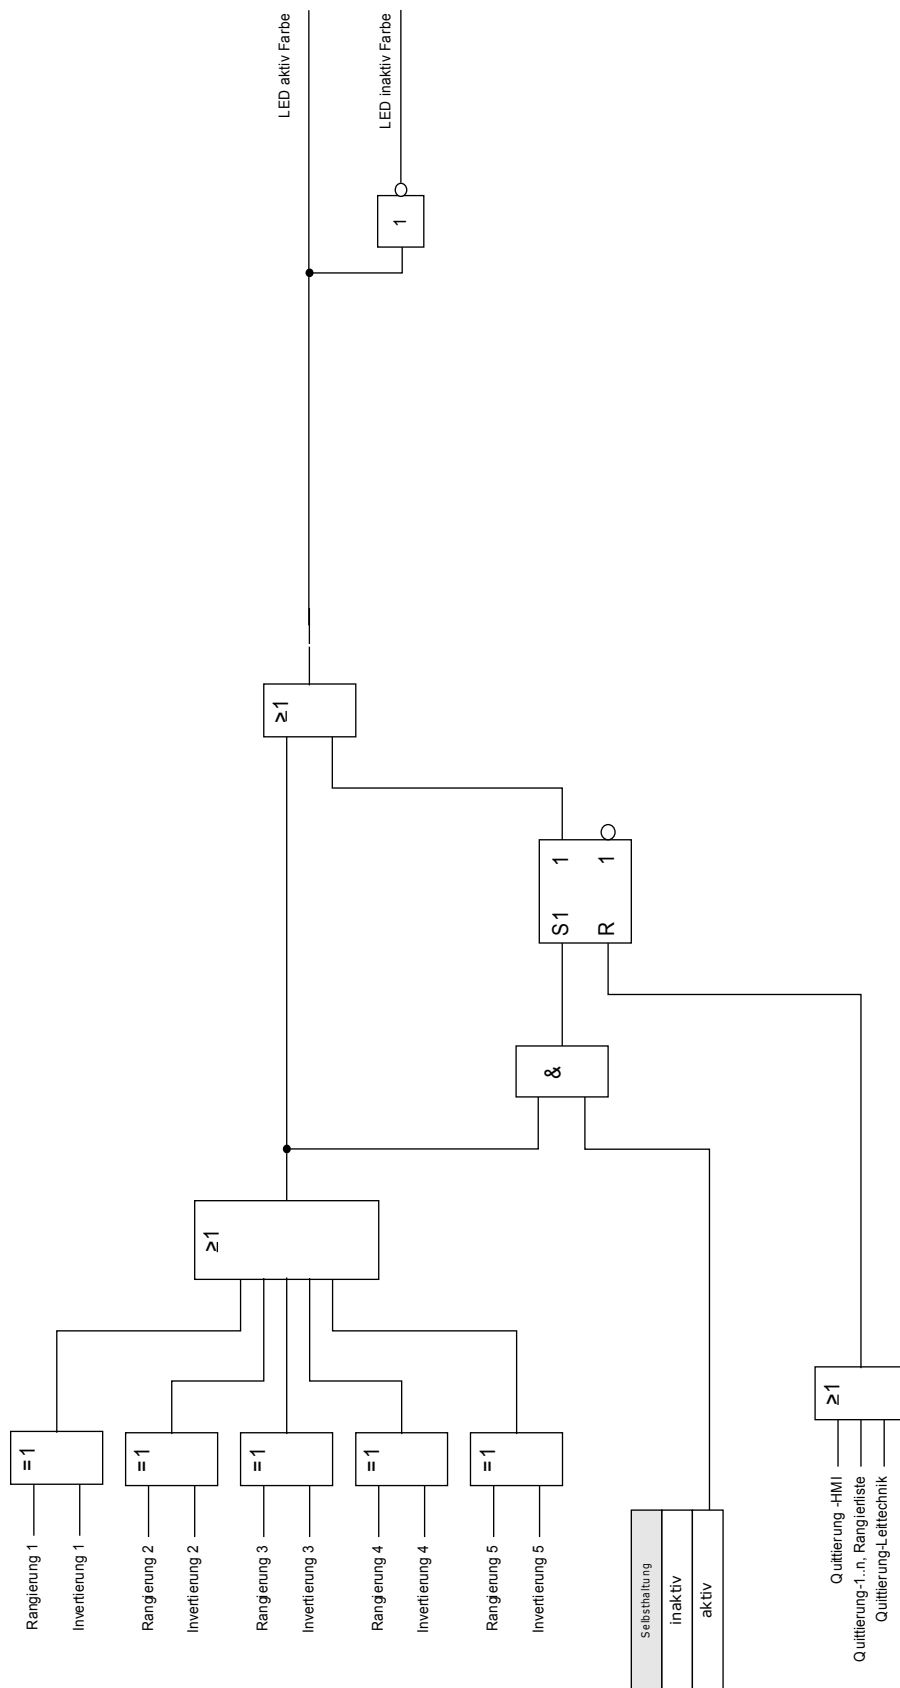 LED aktiv Farbe
LED inaktiv Farbe
1
≥1
S1 1
R 1
&
≥1
=1
=1
=1
=1
=1
Rangierung 1
Invertierung 1
Rangierung 2
Invertierung 2
Rangierung 3
Invertierung 3
Rangierung 4
Invertierung 4
Rangierung 5
Invertierung 5
Selbsthaltung
inaktiv
aktiv
≥1
Quittierung -HMI
Quittierung-1..n, Rangierliste
Quittierung-Leittechnik